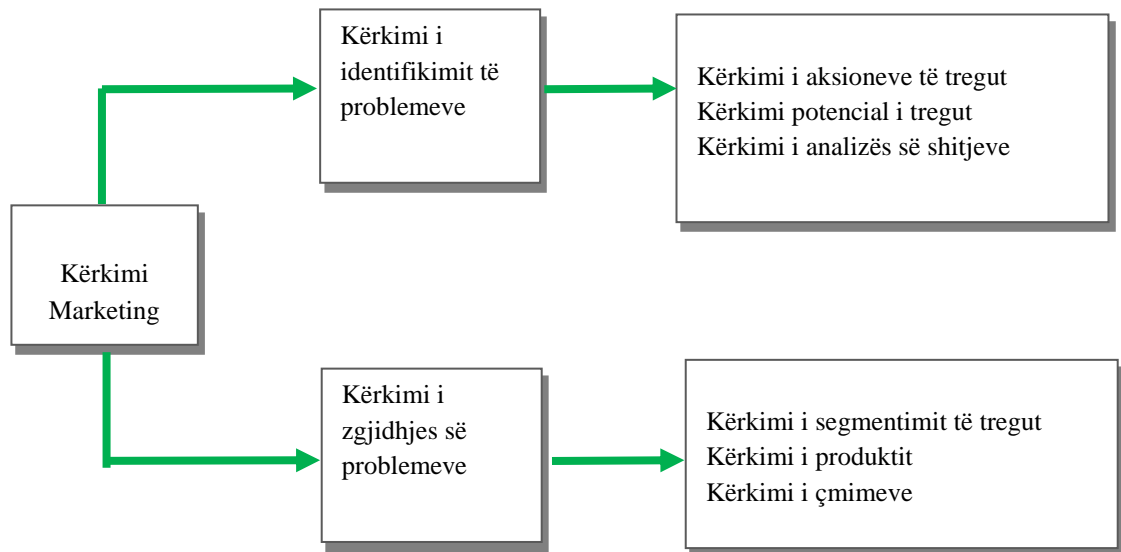 Kërkimi i
identifikimit të
problemeve
Kërkimi i aksioneve të tregut
Kërkimi potencial i tregut
Kërkimi i analizës së shitjeve
Kërkimi
Marketing
Kërkimi i
zgjidhjes së
problemeve
Kërkimi i segmentimit të tregut
Kërkimi i produktit
Kërkimi i çmimeve